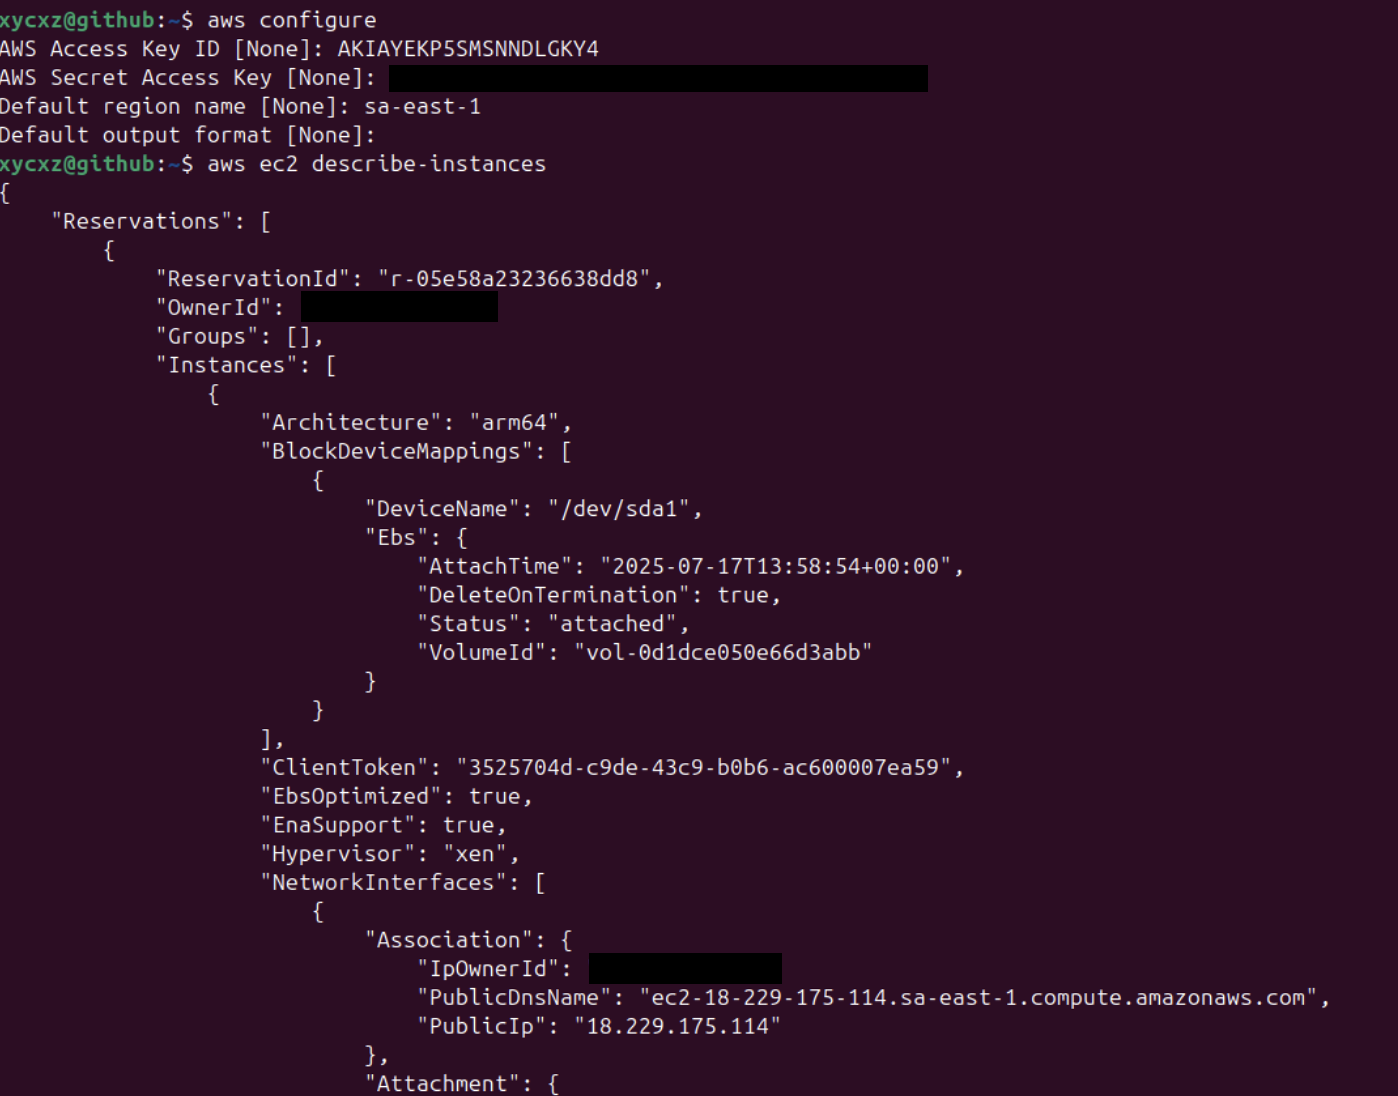 xycxz@github:~$ aws configure
AWS Access Key ID [None]: AKIAYEKP5SMSNNDLGKY4
AWS Secret Access Key [None]:
Default region name [None]: sa-east-1
Default output format [None]:
xycxz@github:~$ aws ec2 describe-instances
{
    "Reservations": [
        {
            "ReservationId": "r-05e58a23236638dd8",
            "OwnerId":
            "Groups": [],
            "Instances": [
                {
                    "Architecture": "arm64",
                    "BlockDeviceMappings": [
                        {
                            "DeviceName": "/dev/sda1",
                            "Ebs": {
                                "AttachTime": "2025-07-17T13:58:54+00:00",
                                "DeleteOnTermination": true,
                                "Status": "attached",
                                "VolumeId": "vol-0d1dce050e66d3abb"
                            }
                        }
                    ],
                    "ClientToken": "3525704d-c9de-43c9-b0b6-ac600007ea59",
                    "EbsOptimized": true,
                    "EnaSupport": true,
                    "Hypervisor": "xen",
                    "NetworkInterfaces": [
                        {
                            "Association": {
                                "IpOwnerId":
                                "PublicDnsName": "ec2-18-229-175-114.sa-east-1.compute.amazonaws.com",
                                "PublicIp": "18.229.175.114"
                            },
                            "Attachment": {